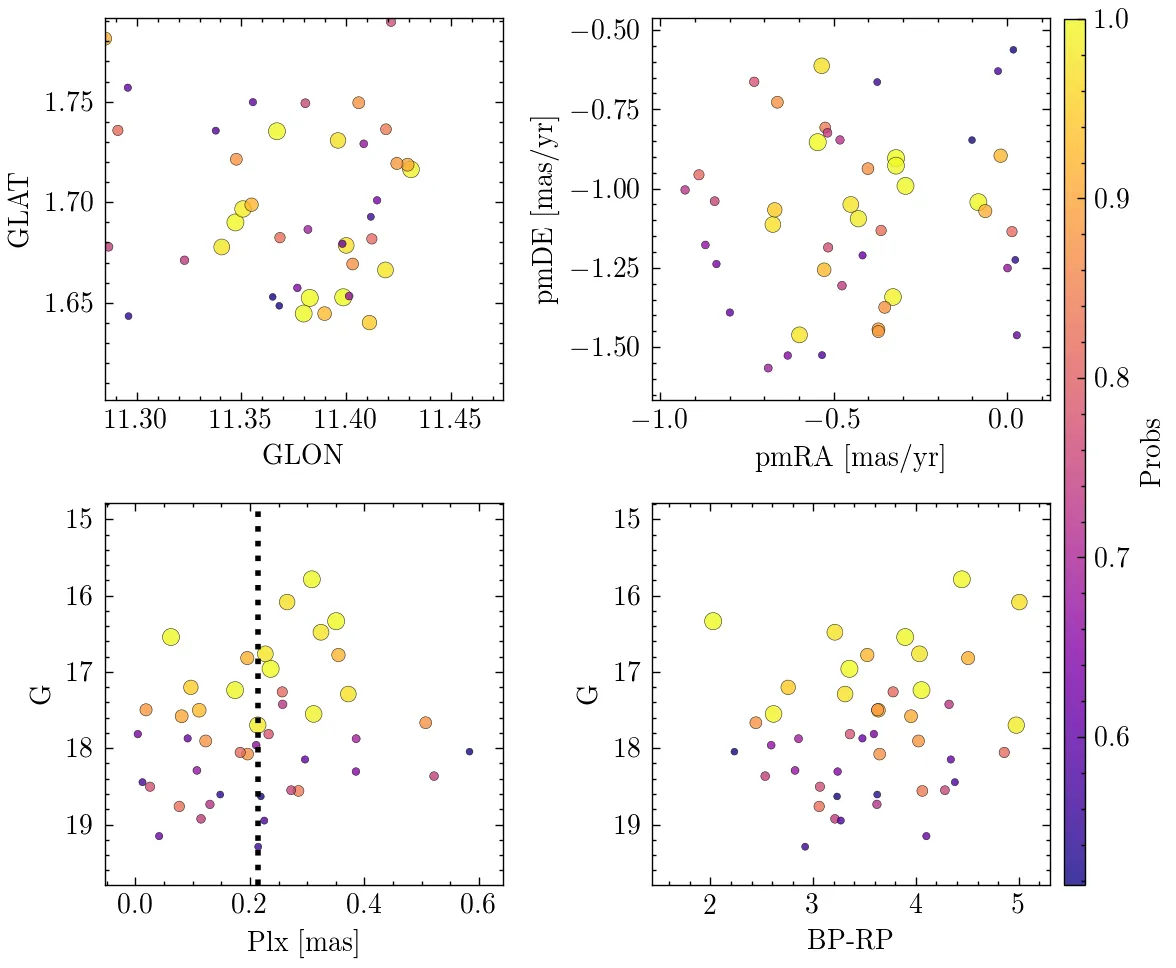 1.75
1.70
1.65
GLAT
11.30 11.35 11.40 11.45
GLON
−0.50
−0.75
−1.00
−1.25
−1.50
pmDE [mas/yr]
−1.0 −0.5 0.0
pmRA [mas/yr]
15
16
17
18
19
G
0.0 0.2 0.4 0.6
Plx [mas]
15
16
17
18
19
G
2 3 4 5
BP-RP
1.0
0.9
0.8
0.7
0.6
Probs